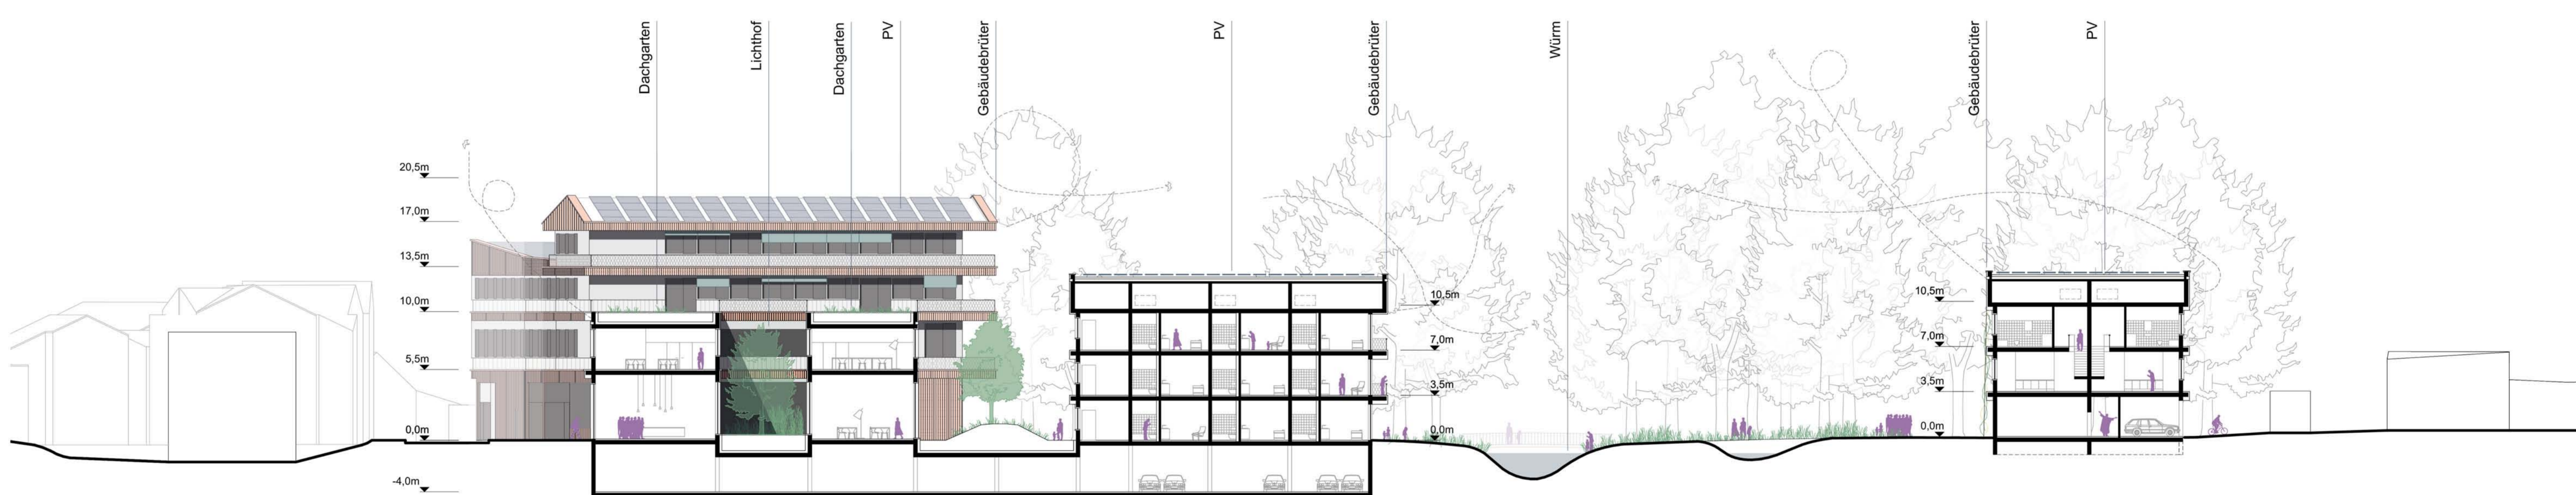 Dachgarten
Lichthof
Dachgarten
PV
Gebäudebrüter
PV
Gebäudebrüter
Würm
Gebäudebrüter
PV
20,5m
17,0m
13,5m
10,0m
5,5m
0,0m
-4,0m
10,5m
7,0m
3,5m
0,0m
10,5m
7,0m
3,5m
0,0m